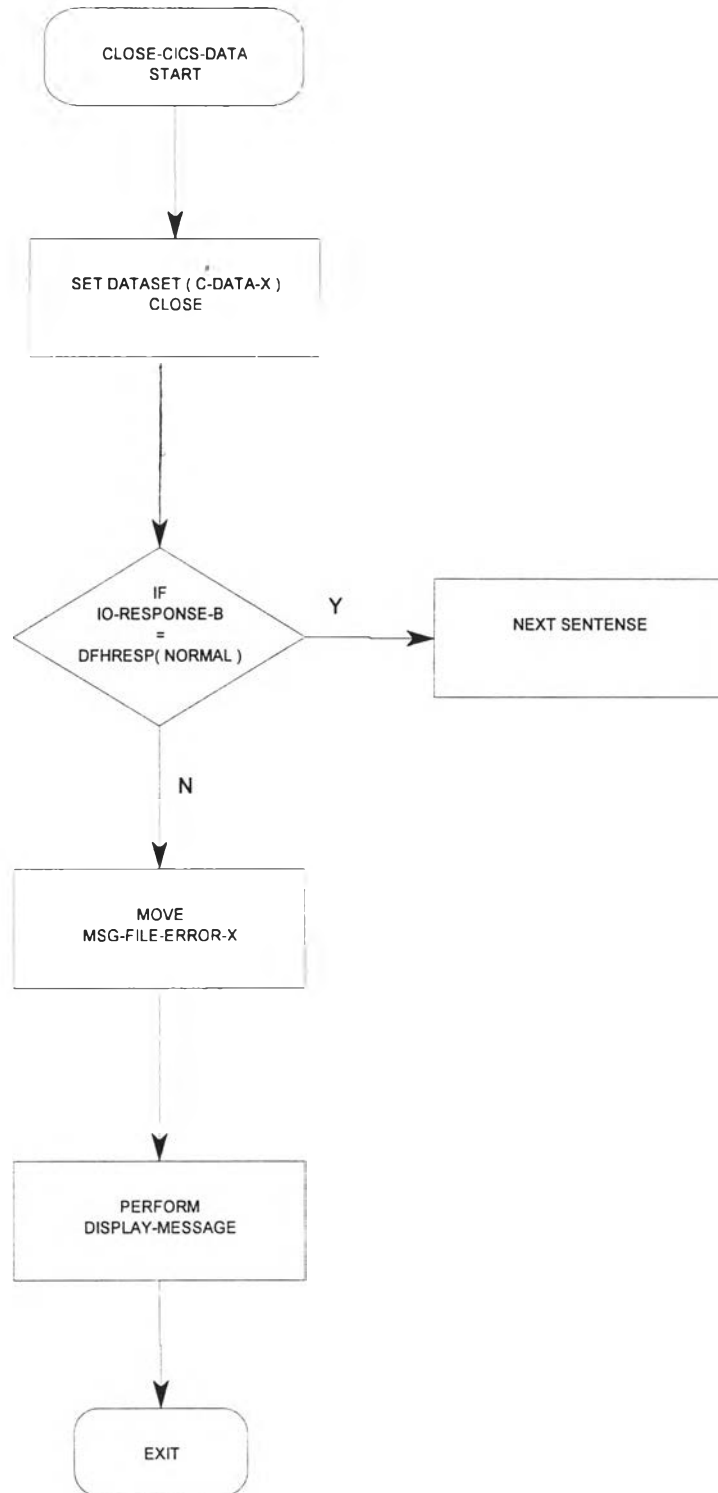 CLOSE-CICS-DATA
START
SET DATASET ( C-DATA-X )
CLOSE
IF
IO-RESPONSE-B
=
DFHRESP( NORMAL )
Y
NEXT SENTENSE
N
MOVE
MSG-FILE-ERROR-X
PERFORM
DISPLAY-MESSAGE
EXIT